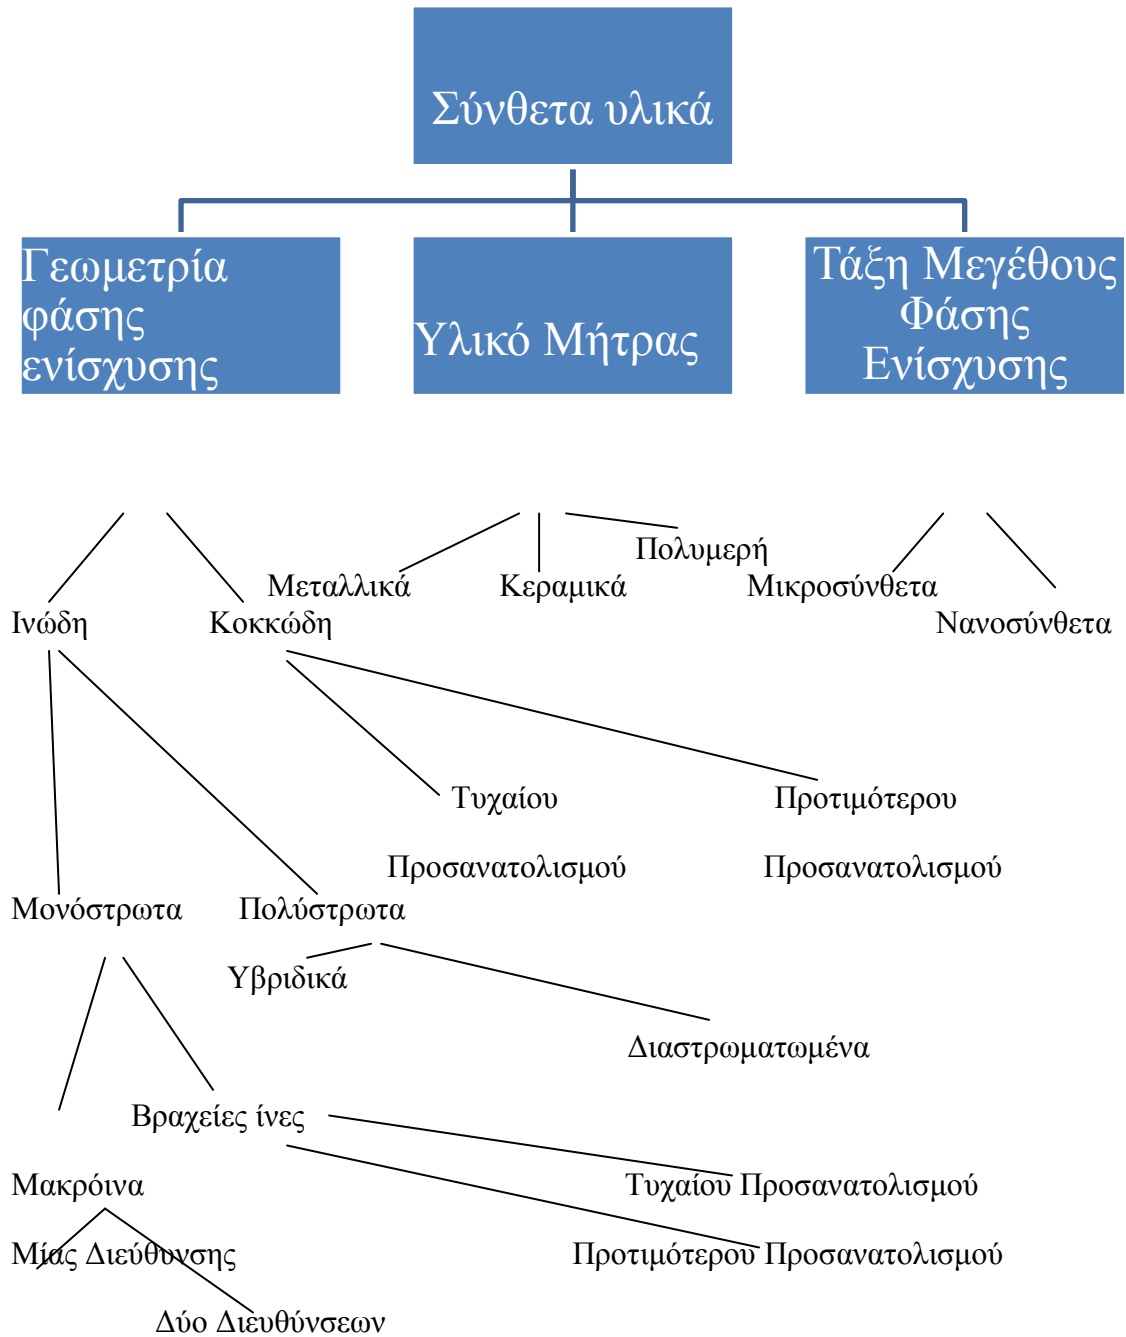 Σύνθετα υλικά
Γεωμετρία
φάσης
ενίσχυσης
Υλικό Μήτρας
Τάξη Μεγέθους
Φάσης
Ενίσχυσης
Πολυμερή
Μεταλλικά
Κεραμικά
Μικροσύνθετα
Ινώδη
Κοκκώδη
Νανοσύνθετα
Τυχαίου
Προτιμότερου
Προσανατολισμού
Προσανατολισμού
Μονόστρωτα
Πολύστρωτα
Υβριδικά
Διαστρωματωμένα
Βραχείες ίνες
Μακρόινα
Τυχαίου Προσανατολισμού
Μίας Διεύθυνσης
Προτιμότερου Προσανατολισμού
Δύο Διευθύνσεων